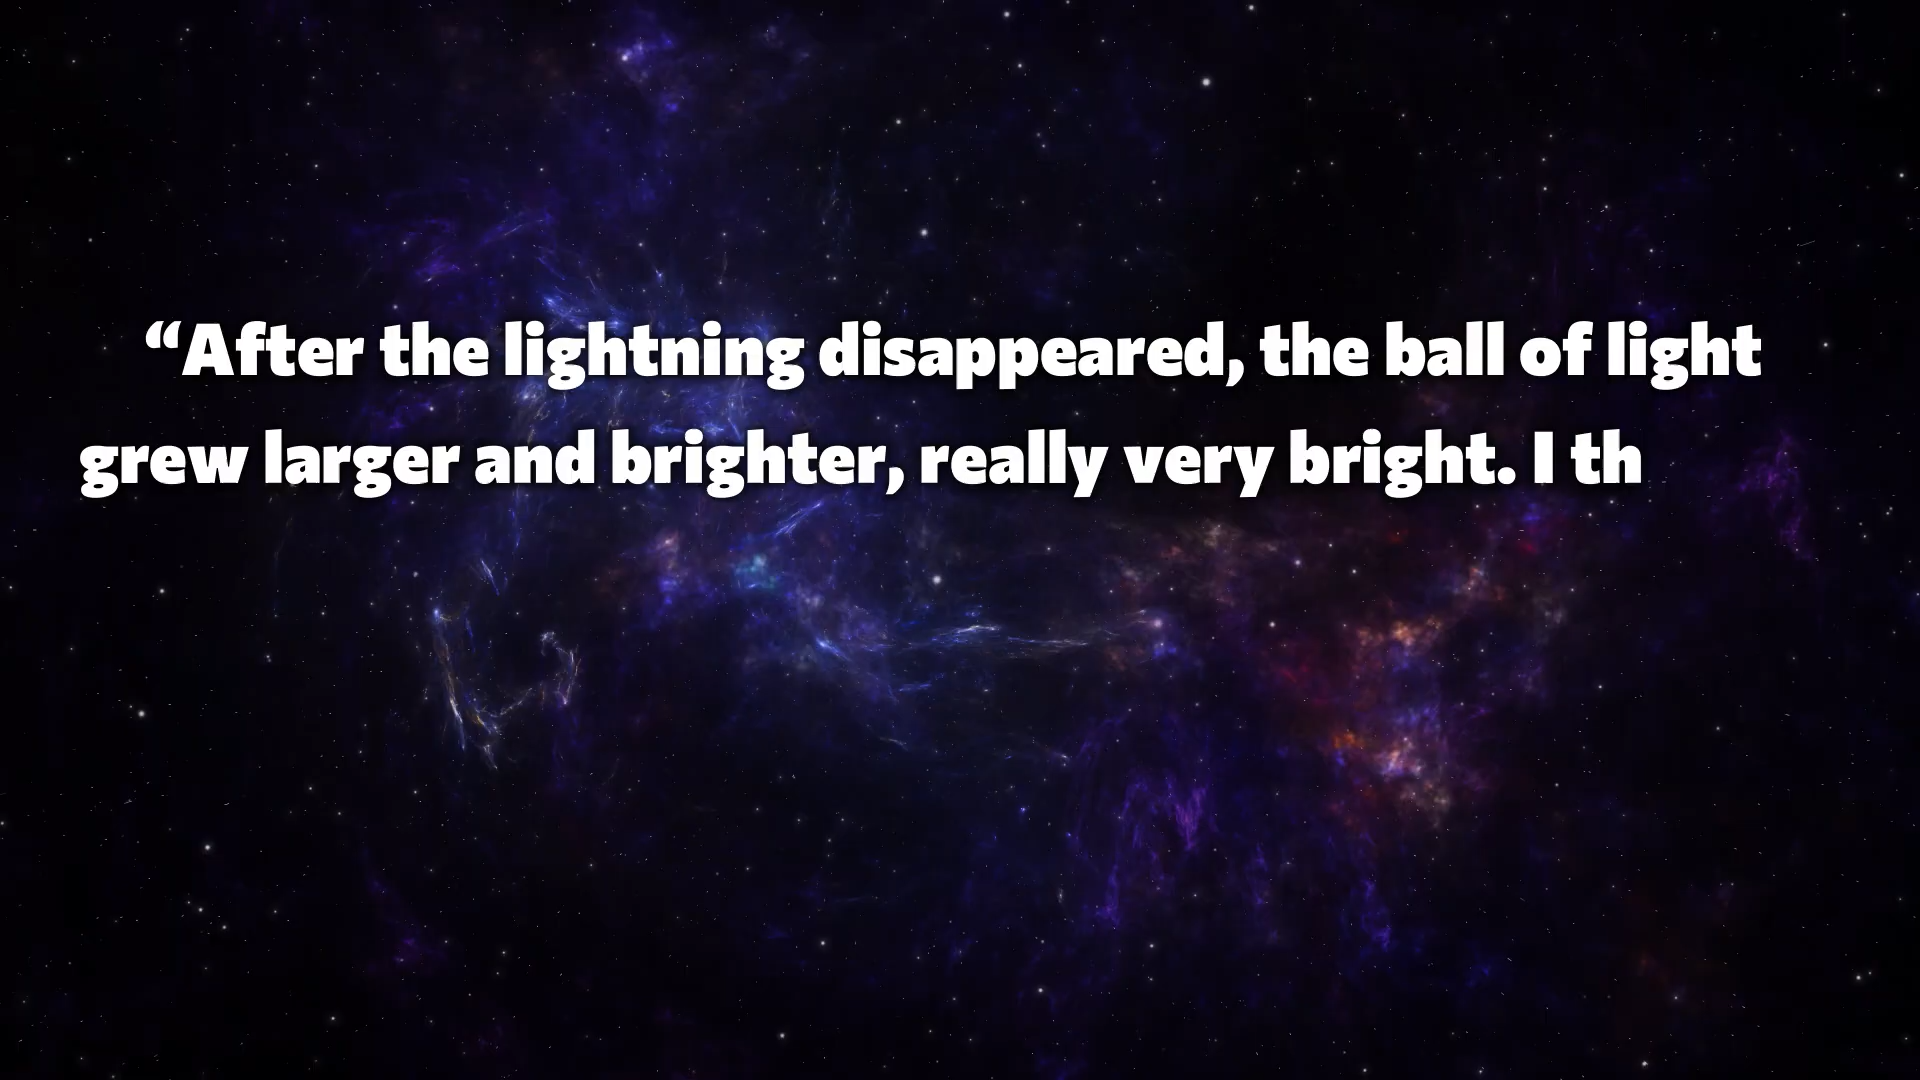 “After the lightning disappeared, the ball of light
grew larger and brighter, really very bright. I th